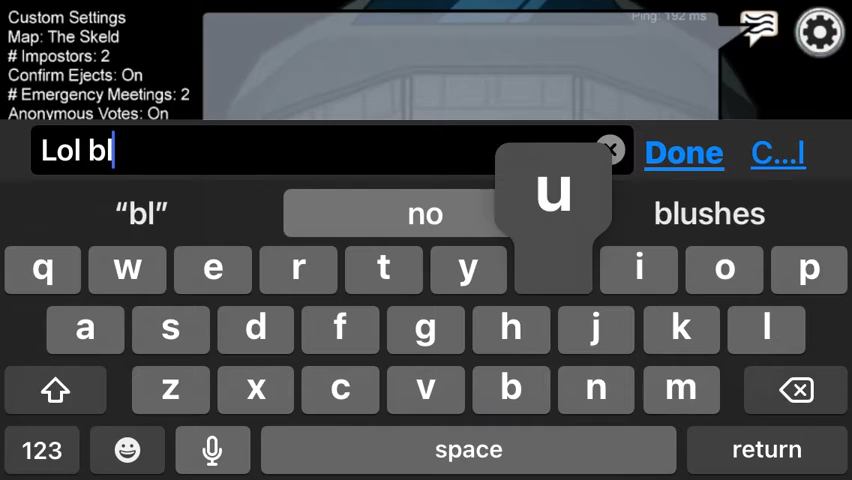 Custom Settings
Ping: 192 ms
Map: The Skeld
# Impostors: 2
Confirm Ejects: On
# Emergency Meetings: 2
Anonymous Votes: On
Lol bl
Done C...l
“bl” no blushes
u
q w e r t y i o p
a s d f g h j k l
z x c v b n m
123 space return